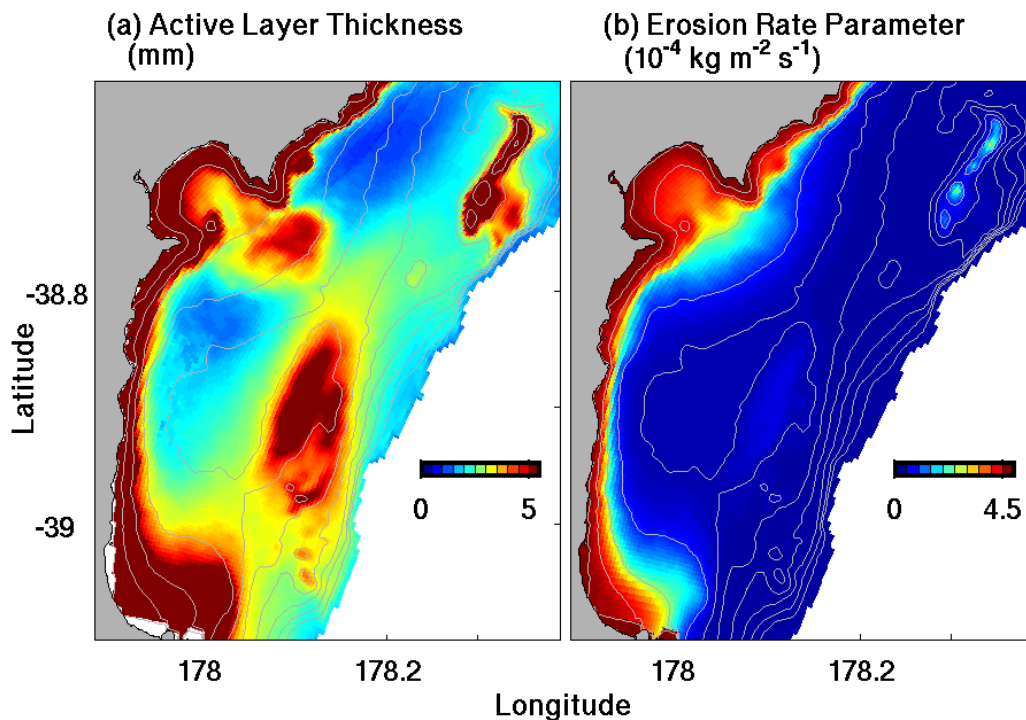 (a) Active Layer Thickness
(mm)
(b) Erosion Rate Parameter
(10⁻⁴ kg m⁻² s⁻¹)
-38.8
Latitude
0 5
0 4.5
-39
178 178.2
178 178.2
Longitude